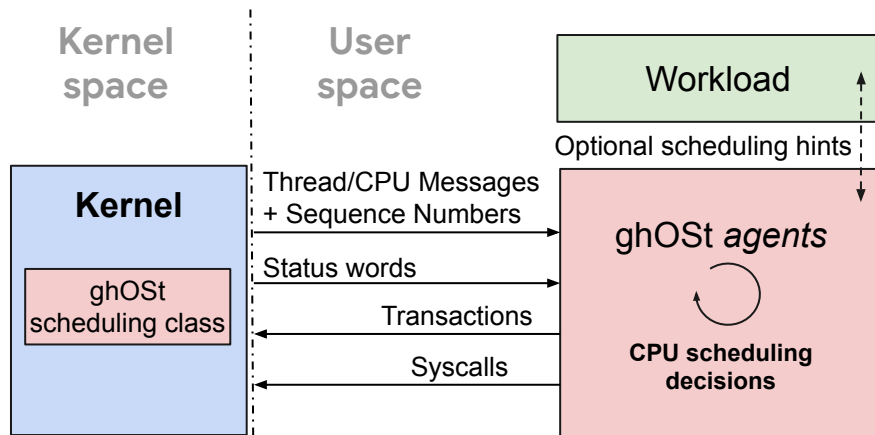 Kernel
space
User
space
Workload
Optional scheduling hints
Kernel
Thread/CPU Messages
+ Sequence Numbers
ghOSt agents
Status words
ghOSt
scheduling class
Transactions
CPU scheduling
decisions
Syscalls